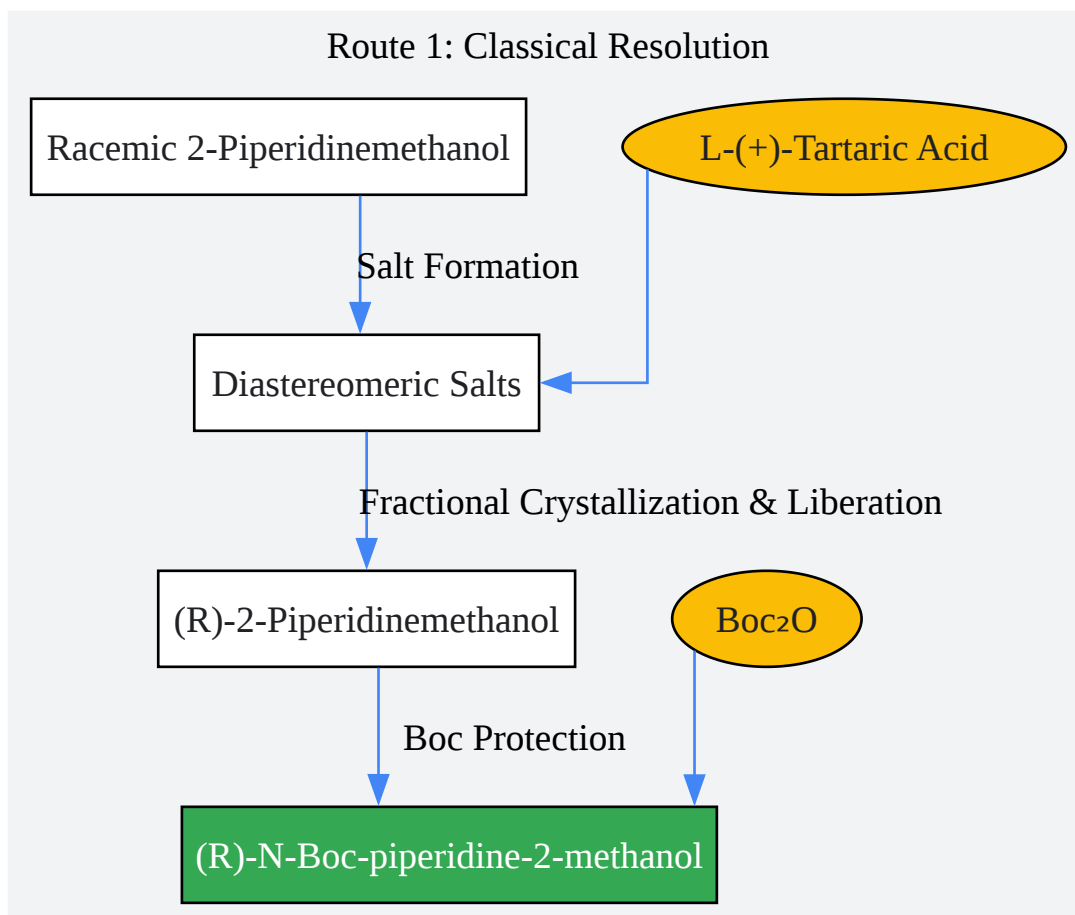 Route 1: Classical Resolution
Racemic 2-Piperidinemethanol
L-(+)-Tartaric Acid
Salt Formation
Diastereomeric Salts
Fractional Crystallization & Liberation
(R)-2-Piperidinemethanol
Boc₂O
Boc Protection
(R)-N-Boc-piperidine-2-methanol